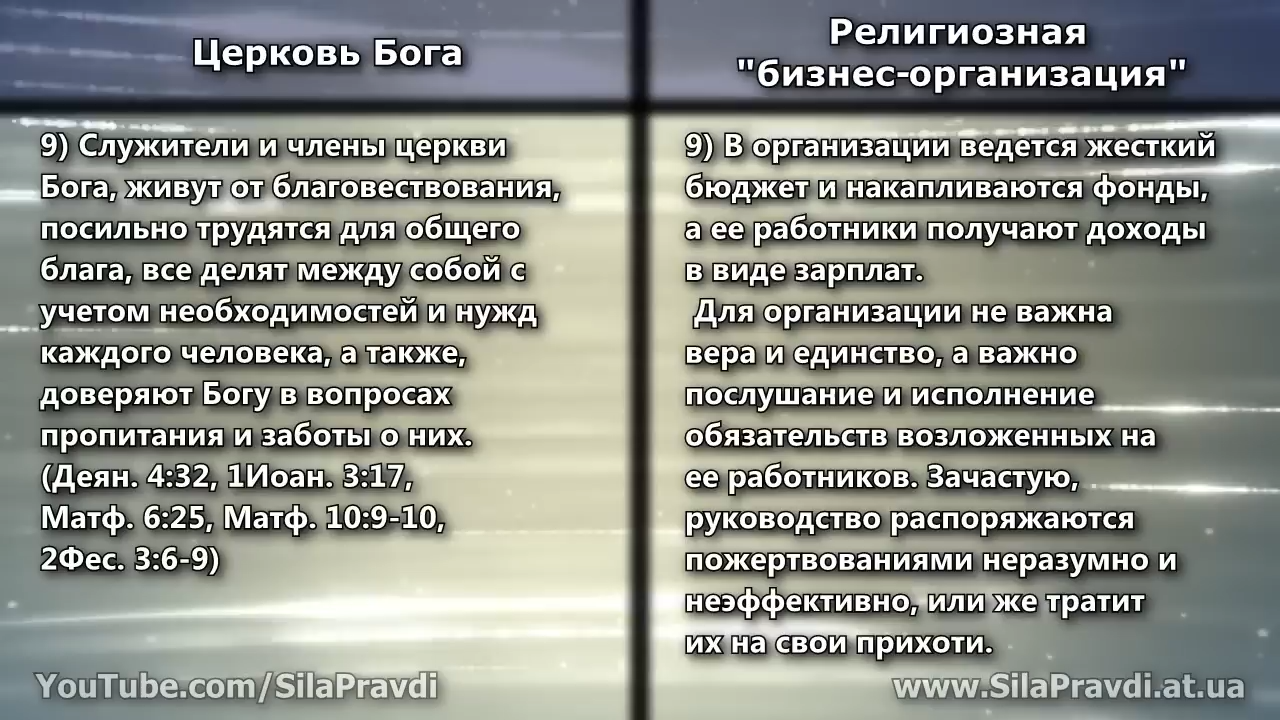 Церковь Бога
Религиозная
"бизнес-организация"
9) Служители и члены церкви
Бога, живут от благовествования,
посильно трудятся для общего
блага, все делят между собой с
учетом необходимостей и нужд
каждого человека, а также,
доверяют Богу в вопросах
пропитания и заботы о них.
(Деян. 4:32, 1Иоан. 3:17,
Матф. 6:25, Матф. 10:9-10,
2Фес. 3:6-9)
9) В организации ведется жесткий
бюджет и накапливаются фонды,
а ее работники получают доходы
в виде зарплат.
Для организации не важна
вера и единство, а важно
послушание и исполнение
обязательств возложенных на
ее работников. Зачастую,
руководство распоряжаются
пожертвованиями неразумно и
неэффективно, или же тратит
их на свои прихоти.
YouTube.com/SilaPravdi
www.SilaPravdi.at.ua